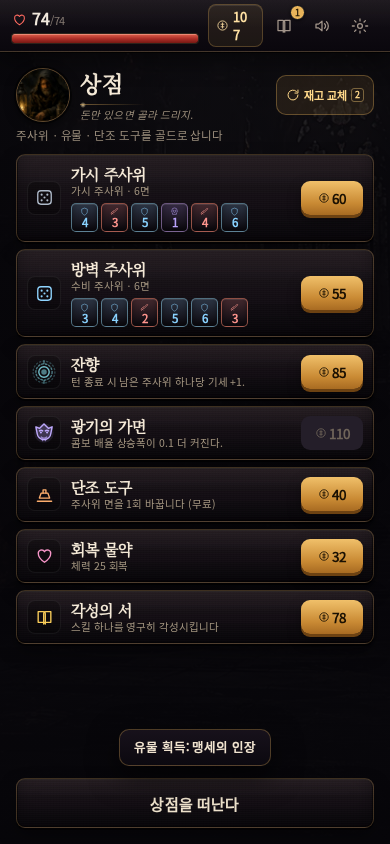 74/74
10
7
1
상점
돈만 있으면 골라 드리지.
재고 교체 2
주사위 · 유물 · 단조 도구를 골드로 삽니다
가시 주사위
가시 주사위 · 6면
4 3 5 1 4 6
60
방벽 주사위
수비 주사위 · 6면
3 4 2 5 6 3
55
잔향
턴 종료 시 남은 주사위 하나당 기세 +1.
85
광기의 가면
콤보 배율 상승폭이 0.1 더 커진다.
110
단조 도구
주사위 면을 1회 바꿉니다 (무료)
40
회복 물약
체력 25 회복
32
각성의 서
스킬 하나를 영구히 각성시킵니다
78
유물 획득: 맹세의 인장
상점을 떠난다